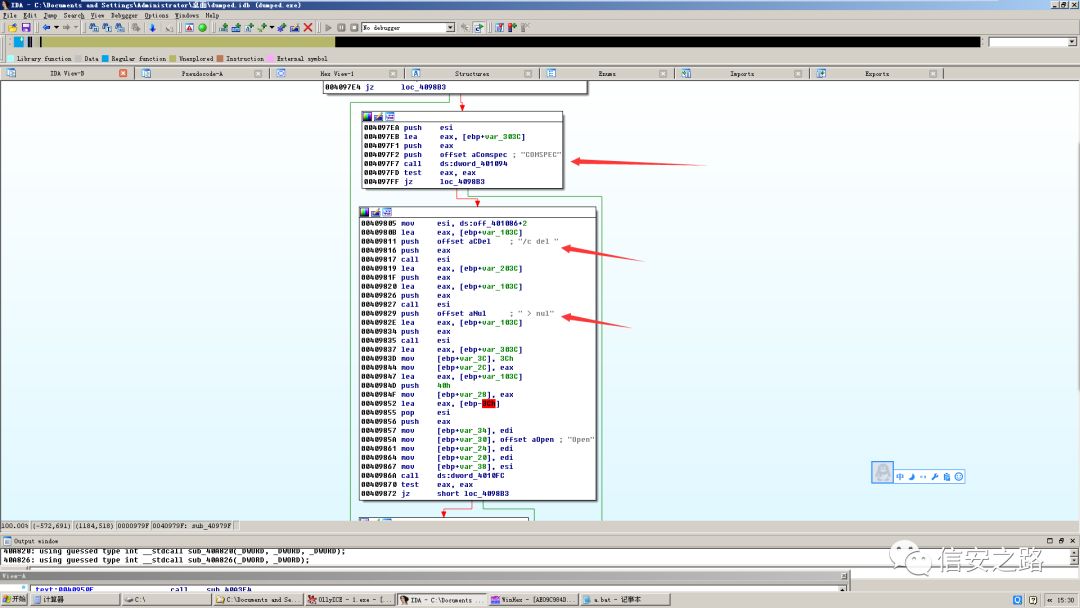 IDA - C:\Documents and Settings\Administrator\桌面\dumped.idb (dumped.exe)
File Edit Jump Search View Debugger Options Windows Help
No debugger
Library function Data Regular function Unexplored Instruction External symbol
IDA View-B Pseudocode-A Hex View-1 Structures Enums Imports Exports
004097E4 jz loc_4098B3
004097EA push esi
004097EB lea eax, [ebp+var_303C]
004097F1 push eax
004097F2 push offset aComspec ; "COMSPEC"
004097F7 call ds:dword_401094
004097FD test eax, eax
004097FF jz loc_4098B3
00409805 mov esi, ds:off_401086+2
0040980B lea eax, [ebp+var_103C]
00409811 push offset aCDel ; "/c del "
00409816 push eax
00409817 call esi
00409819 lea eax, [ebp+var_203C]
0040981F push eax
00409820 lea eax, [ebp+var_103C]
00409826 push eax
00409827 call esi
00409829 push offset aNul ; " > nul"
0040982E lea eax, [ebp+var_103C]
00409834 push eax
00409835 call esi
00409837 lea eax, [ebp+var_303C]
0040983D mov [ebp+var_3C], 3Ch
00409844 mov [ebp+var_2C], eax
00409847 lea eax, [ebp+var_103C]
0040984D push 40h
0040984F mov [ebp+var_28], eax
00409852 lea eax, [ebp-3Ch]
00409855 pop esi
00409856 push eax
00409857 mov [ebp+var_34], edi
0040985A mov [ebp+var_30], offset aOpen ; "Open"
00409861 mov [ebp+var_24], edi
00409864 mov [ebp+var_20], edi
00409867 mov [ebp+var_38], esi
0040986A call ds:dword_4010FC
00409870 test eax, eax
00409872 jz short loc_4098B3
中
100.00% (-572,691) (1184,518) 0000979F 0040979F: sub_40979F
Output window
40A820: using guessed type int __stdcall sub_40A820(_DWORD, _DWORD, _DWORD);
40A826: using guessed type int __stdcall sub_40A826(_DWORD, _DWORD);
View-A
信安之路
.text:0040950F call sub_4003F4
开始 计算器 C:\ C:\Documents and Se... OllyICE - 1.exe - [... IDA - C:\Documents ... a.bat - 记事本 15:30